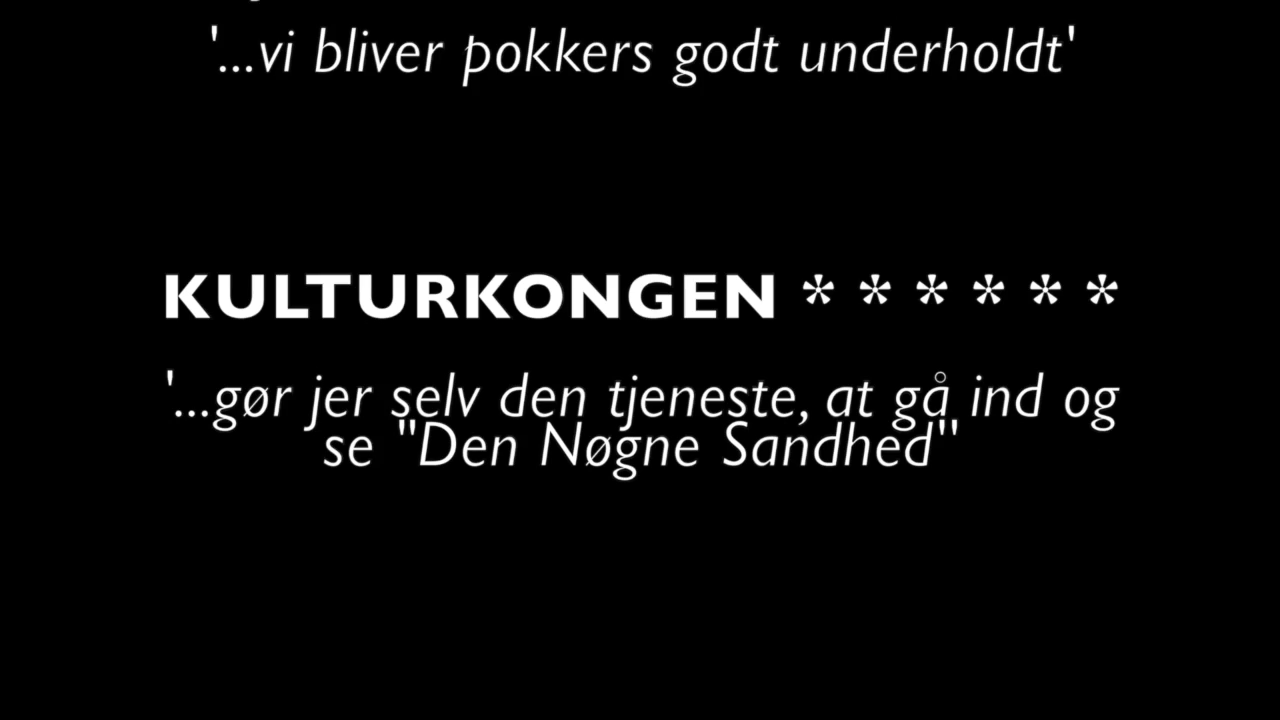 '...vi bliver pokkers godt underholdt'
KULTURKONGEN * * * * * *
'...gør jer selv den tjeneste, at gå ind og
se "Den Nøgne Sandhed"